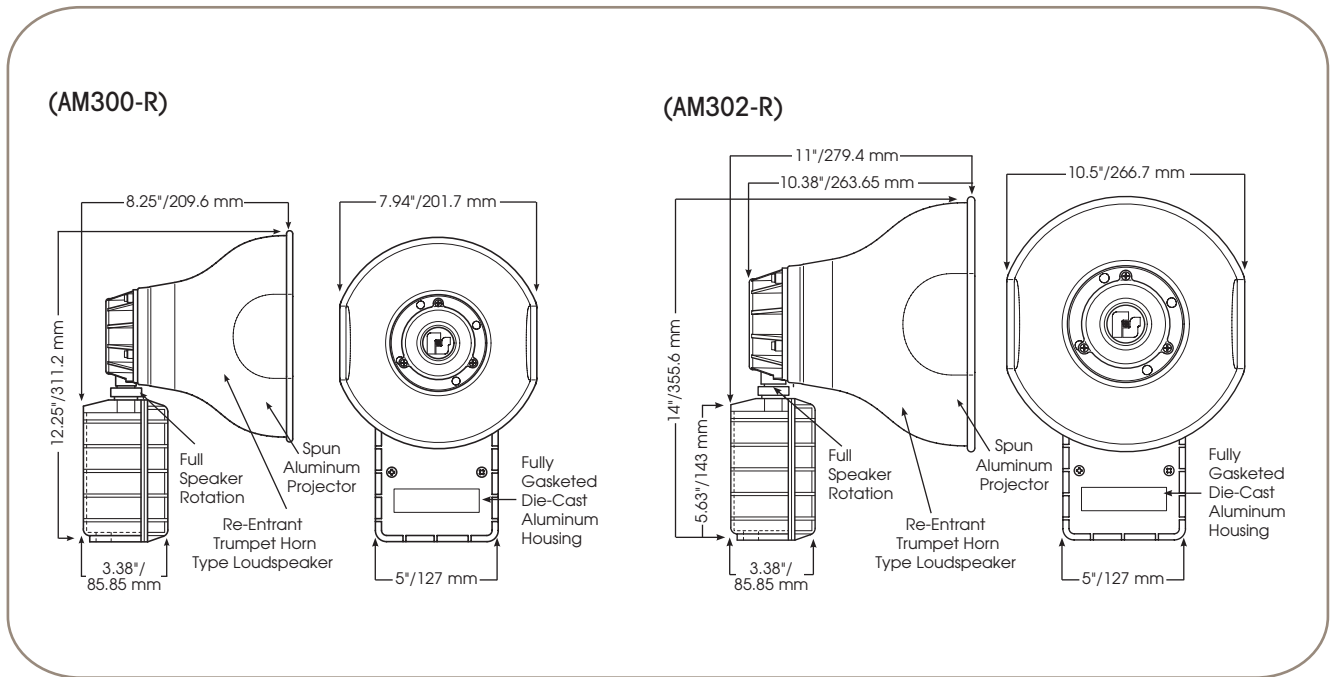 (AM300-R)
8.25"/209.6 mm
7.94"/201.7 mm
12.25"/311.2 mm
Full
Speaker
Rotation
Spun
Aluminum
Projector
Re-Entrant
Trumpet Horn
Type Loudspeaker
3.38"/
85.85 mm
Fully
Gasketed
Die-Cast
Aluminum
Housing
5"/127 mm
(AM302-R)
11"/279.4 mm
10.38"/263.65 mm
10.5"/266.7 mm
14"/355.6 mm
5.63"/143 mm
Full
Speaker
Rotation
Spun
Aluminum
Projector
Re-Entrant
Trumpet Horn
Type Loudspeaker
3.38"/
85.85 mm
Fully
Gasketed
Die-Cast
Aluminum
Housing
5"/127 mm